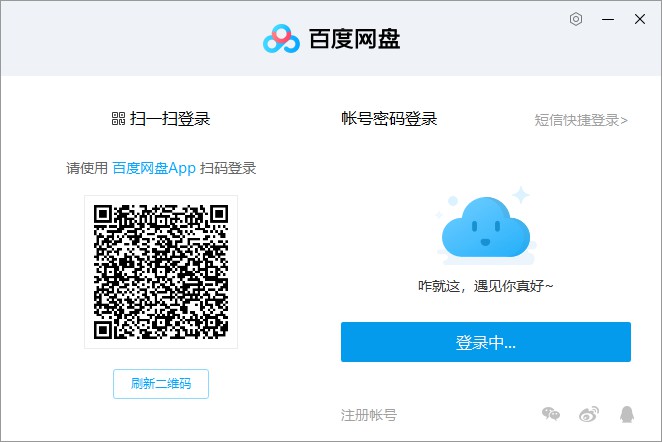 百度网盘
扫一扫登录
请使用 百度网盘App 扫码登录
刷新二维码
帐号密码登录
短信快捷登录>
咋就这，遇见你真好~
登录中...
注册帐号